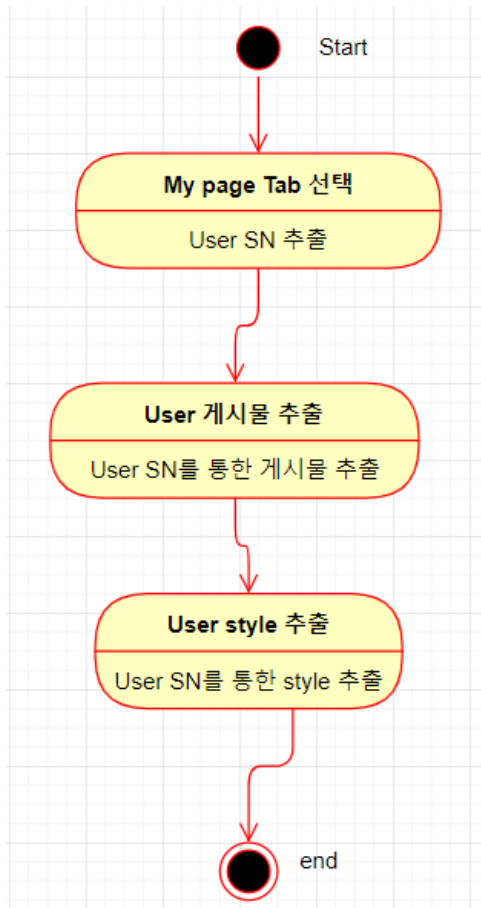 Start
My page Tab 선택
User SN 추출
User 게시물 추출
User SN를 통한 게시물 추출
User style 추출
User SN를 통한 style 추출
end